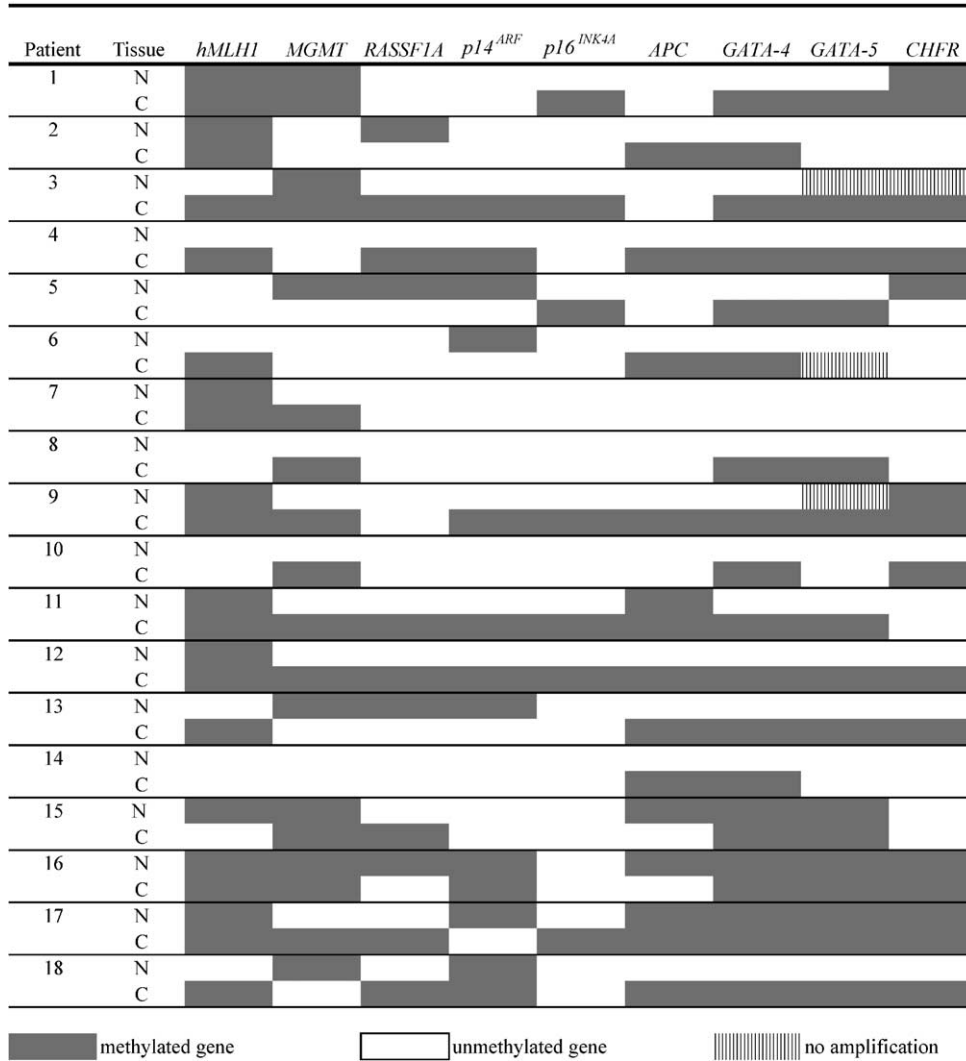 Patient Tissue hMLH1 MGMT RASSF1A p14ARF p16INK4A APC GATA-4 GATA-5 CHFR
1 N
C
2 N
C
3 N
C
4 N
C
5 N
C
6 N
C
7 N
C
8 N
C
9 N
C
10 N
C
11 N
C
12 N
C
13 N
C
14 N
C
15 N
C
16 N
C
17 N
C
18 N
C
methylated gene unmethylated gene no amplification